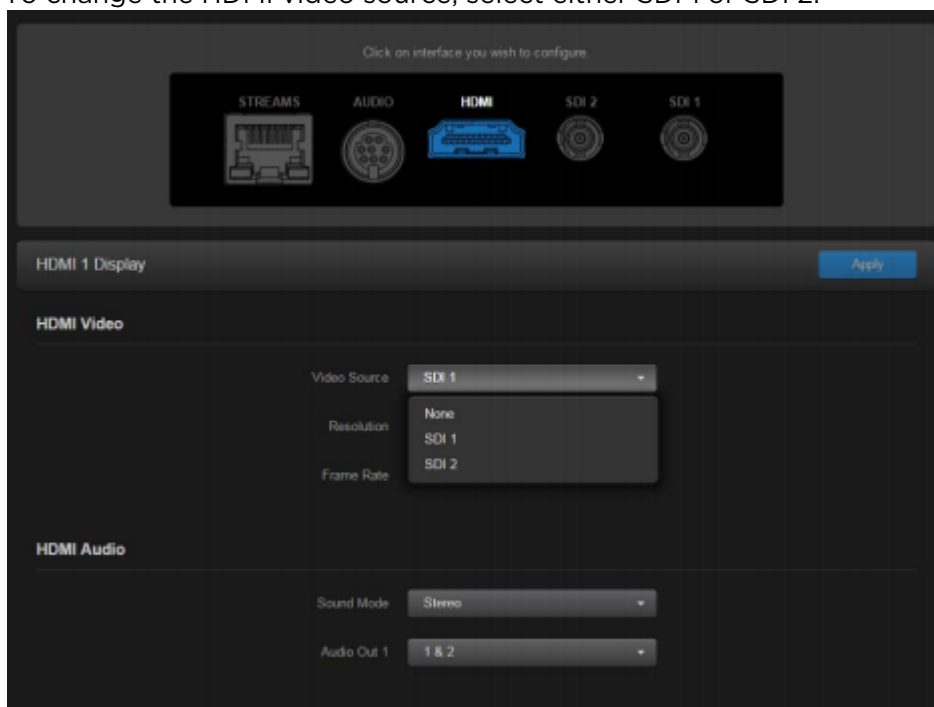 To change the HDMI video source, select either SDI 1 or SDI 2.
Click on interface you wish to configure.
STREAMS AUDIO HDMI SDI 2 SDI 1
HDMI 1 Display Apply
HDMI Video
Video Source SDI 1
None
Resolution
SDI 1
SDI 2
Frame Rate
HDMI Audio
Sound Mode Stereo
Audio Out 1 1 & 2